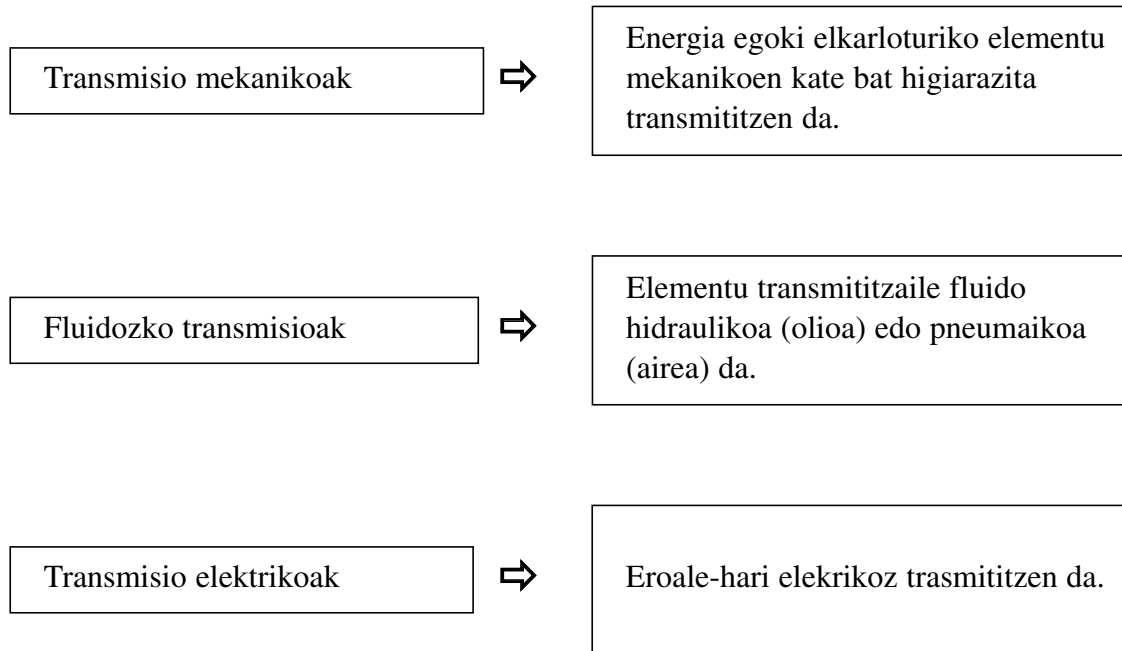 Transmisio mekanikoak
Energia egoki elkarloturiko elementu
mekanikoen kate bat higiarazita
transmititzen da.
Fluidozko transmisioak
Elementu transmititzaile fluido
hidraulikoa (olioa) edo pneumaikoa
(airea) da.
Transmisio elektrikoak
Eroale-hari elekrikoz trasmititzen da.